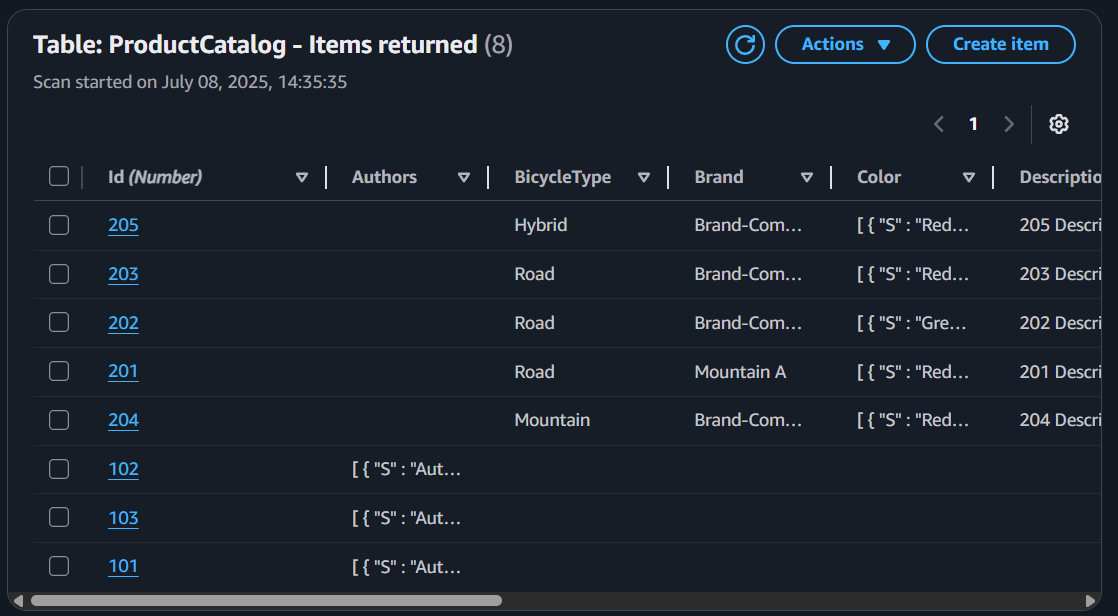 Table: ProductCatalog - Items returned (8)
Actions
Create item
Scan started on July 08, 2025, 14:35:35
1
Id (Number) Authors BicycleType Brand Color Descriptio
205 Hybrid Brand-Com... [ { "S" : "Red... 205 Descri
203 Road Brand-Com... [ { "S" : "Red... 203 Descri
202 Road Brand-Com... [ { "S" : "Gre... 202 Descri
201 Road Mountain A [ { "S" : "Red... 201 Descri
204 Mountain Brand-Com... [ { "S" : "Red... 204 Descri
102 [ { "S" : "Aut...
103 [ { "S" : "Aut...
101 [ { "S" : "Aut...